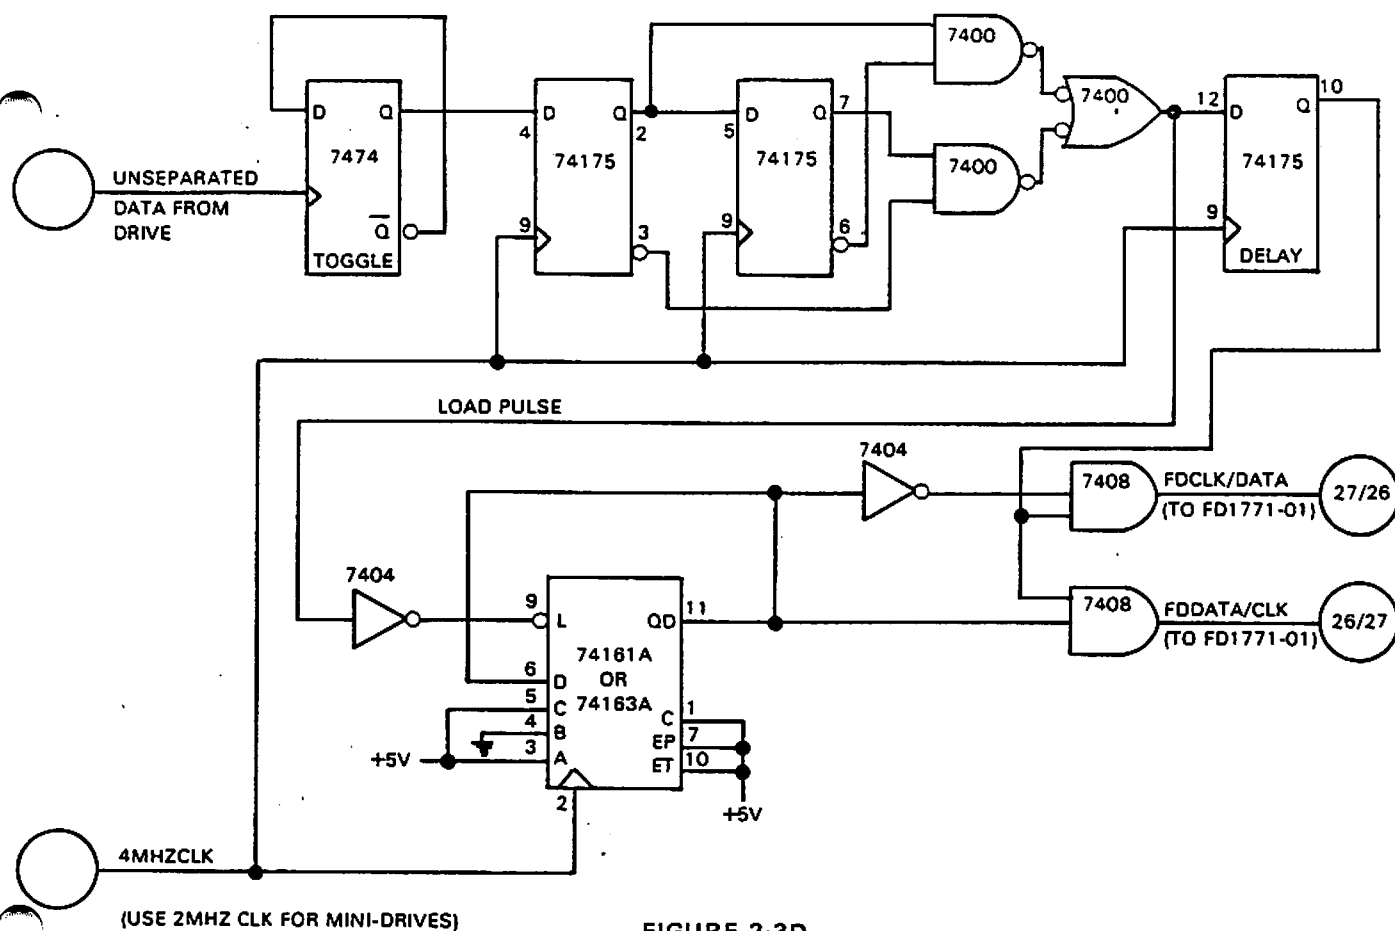 7400
D Q
7474
Q
TOGGLE
4 D Q 2
74175
9 3
5 D Q 7
74175
9 6
7400
7400
12 D Q 10
74175
9
DELAY
UNSEPARATED
DATA FROM
DRIVE
LOAD PULSE
7404
7408
FDCLK/DATA
(TO FD1771-01)
27/26
7404
9 L QD 11
74161A
OR
74163A
6 D
5 C
4 B
3 A
C 1
EP 7
ET 10
2
+5V
+5V
7408
FDDATA/CLK
(TO FD1771-01)
26/27
4MHZCLK
(USE 2MHZ CLK FOR MINI-DRIVES)
FIGURE 2-3D